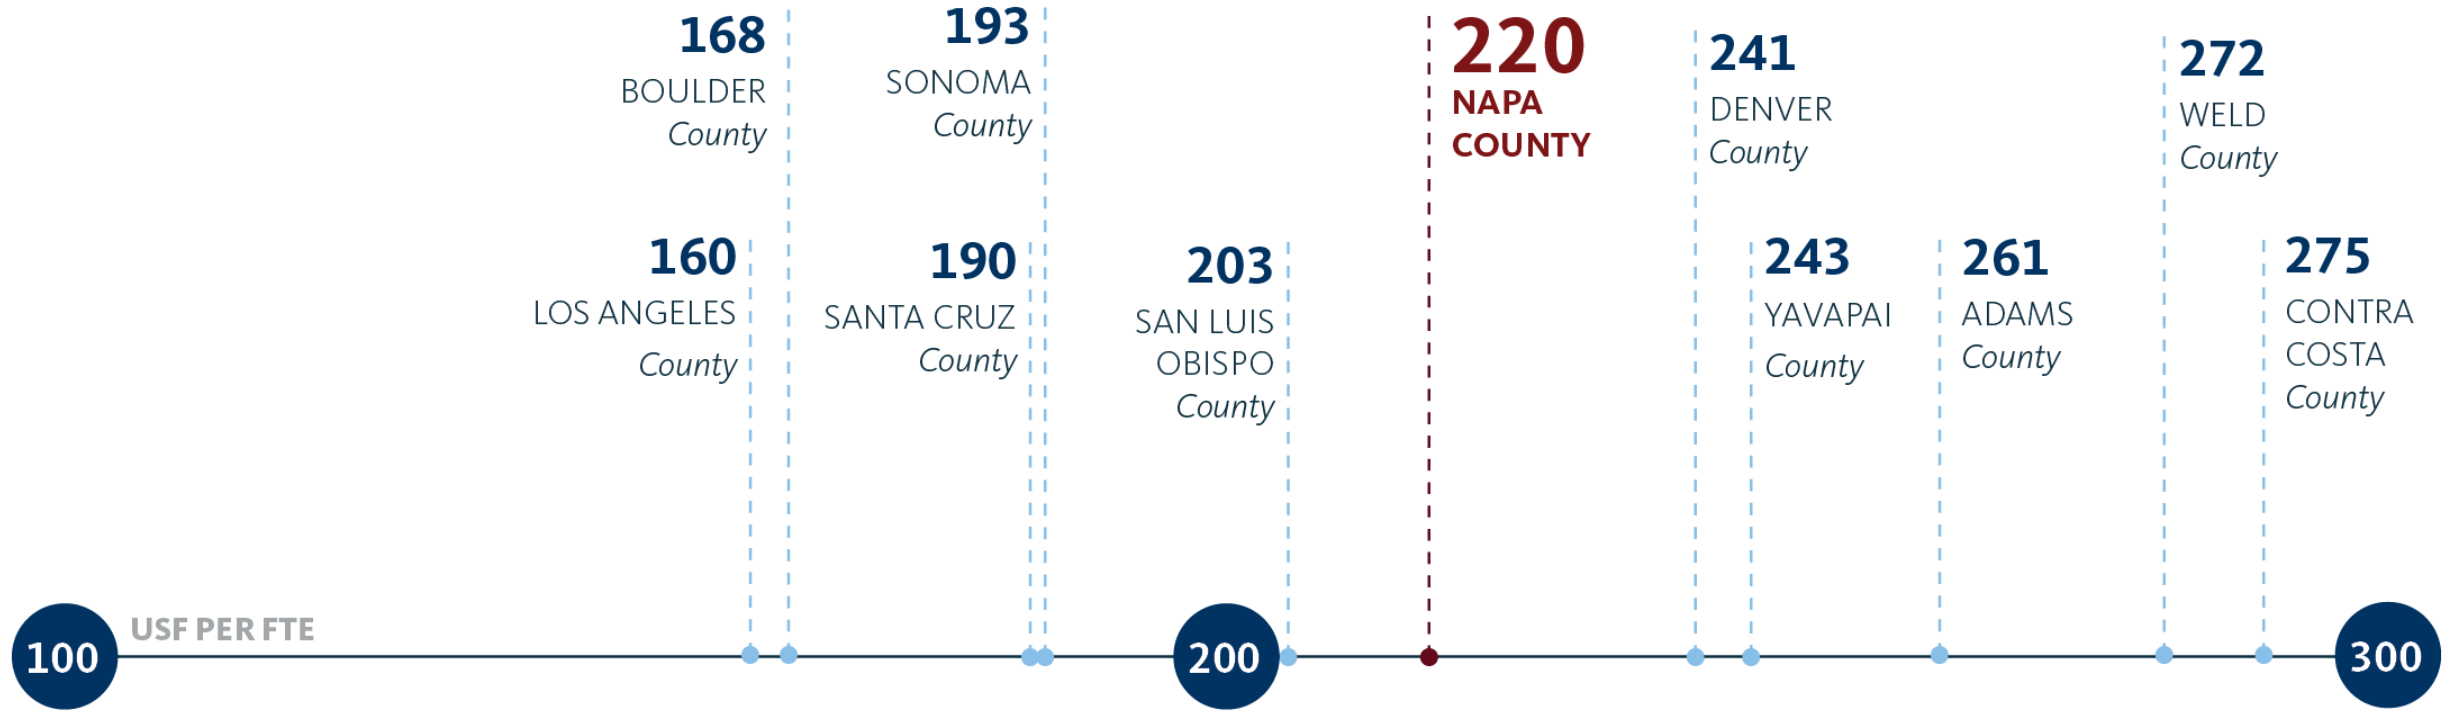 168
BOULDER
County
193
SONOMA
County
220
NAPA
COUNTY
241
DENVER
County
272
WELD
County
160
LOS ANGELES
County
190
SANTA CRUZ
County
203
SAN LUIS
OBISPO
County
243
YAVAPAI
County
261
ADAMS
County
275
CONTRA
COSTA
County
100
USF PER FTE
200
300